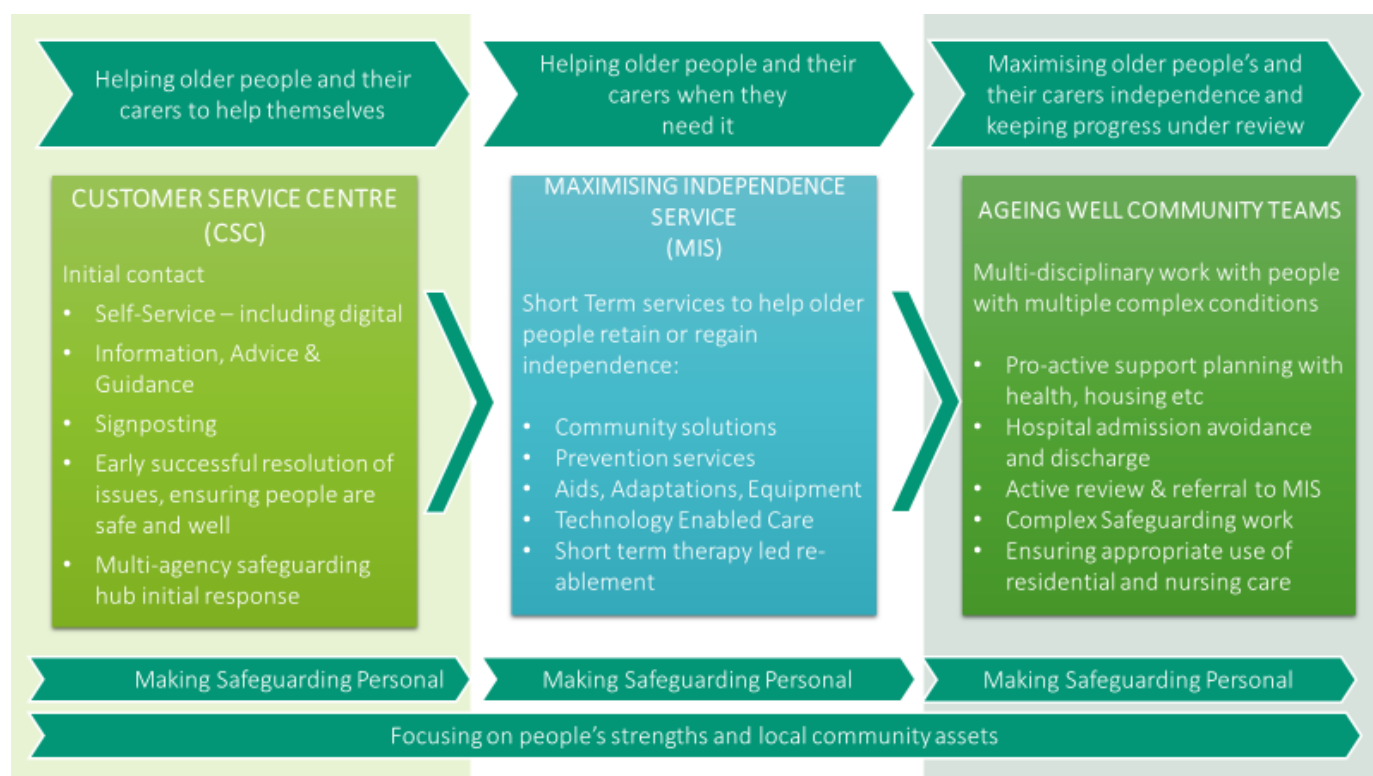 Helping older people and their
carers to help themselves
Helping older people and their
carers when they
need it
Maximising older people's and
their carers independence and
keeping progress under review
CUSTOMER SERVICE CENTRE
(CSC)
Initial contact
• Self-Service – including digital
• Information, Advice &
Guidance
• Signposting
• Early successful resolution of
issues, ensuring people are
safe and well
• Multi-agency safeguarding
hub initial response
MAXIMISING INDEPENDENCE
SERVICE
(MIS)
Short Term services to help older
people retain or regain
independence:
• Community solutions
• Prevention services
• Aids, Adaptations, Equipment
• Technology Enabled Care
• Short term therapy led re-
ablement
AGEING WELL COMMUNITY TEAMS
Multi-disciplinary work with people
with multiple complex conditions
• Pro-active support planning with
health, housing etc
• Hospital admission avoidance
and discharge
• Active review & referral to MIS
• Complex Safeguarding work
• Ensuring appropriate use of
residential and nursing care
Making Safeguarding Personal
Making Safeguarding Personal
Making Safeguarding Personal
Focusing on people's strengths and local community assets